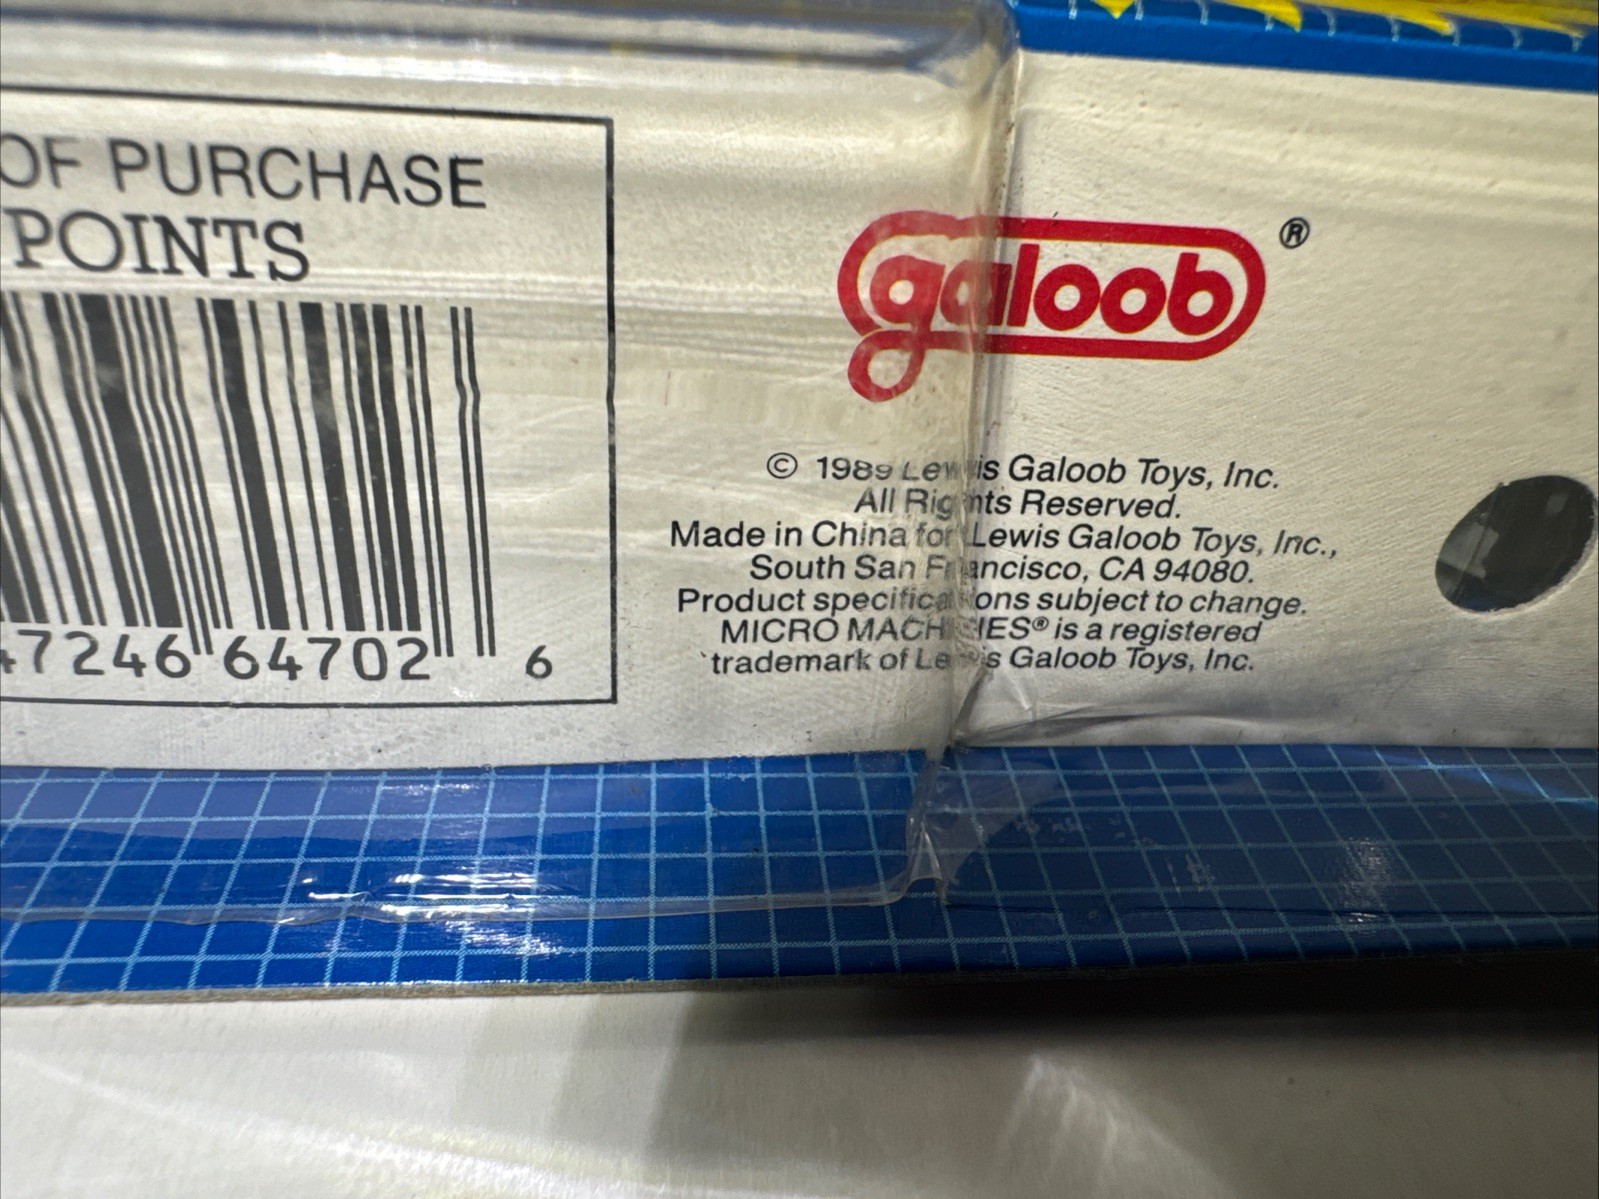 OF PURCHASE
POINTS
47246 64702 6
galoob®
© 1989 Lewis Galoob Toys, Inc.
All Rights Reserved.
Made in China for Lewis Galoob Toys, Inc.,
South San Francisco, CA 94080.
Product specifications subject to change.
MICRO MACHINES® is a registered
trademark of Lewis Galoob Toys, Inc.